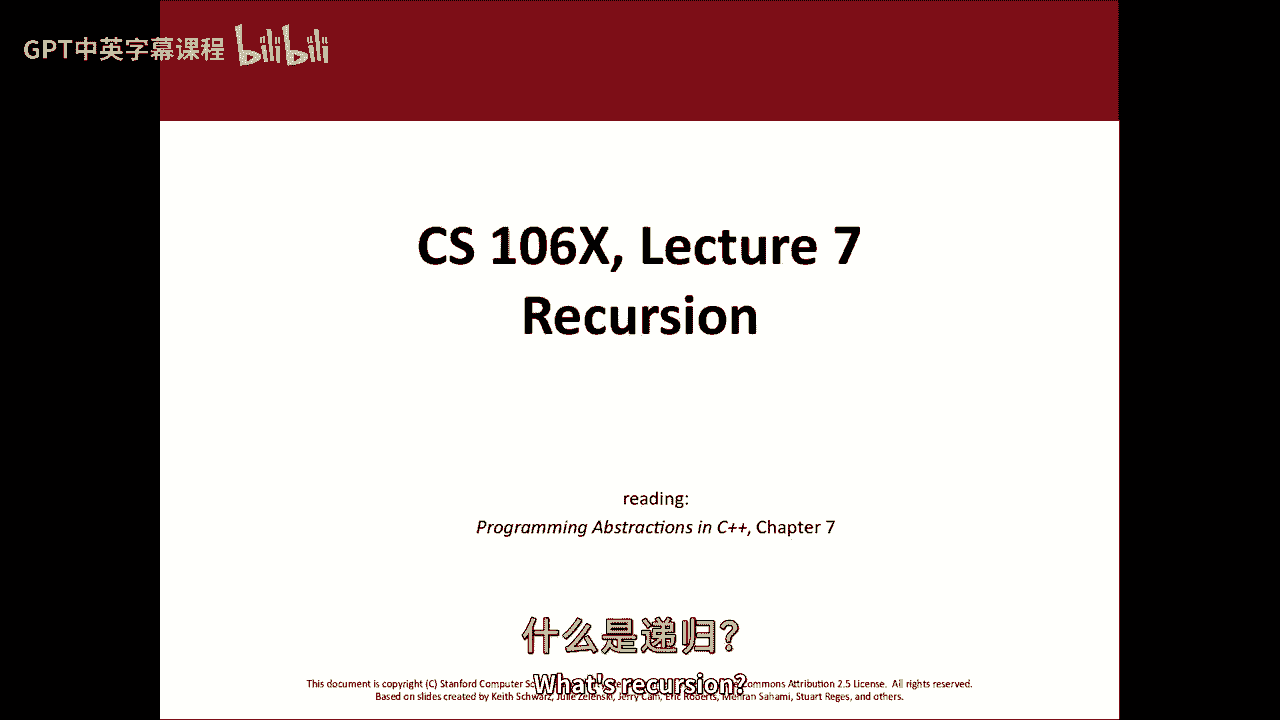 GPT中英字幕课程 bilibili
CS 106X, Lecture 7
Recursion
reading:
Programming Abstractions in C++, Chapter 7
什么是递归？
What's recursion?
This document is copyright (C) Stanford Computer Commons Attribution 2.5 License. All rights reserved.
Based on slides created by Keith Schwarz, Julie Zelenski, Jerry Cain, Eric Roberts, Mehran Sahami, Stuart Reges, and others.